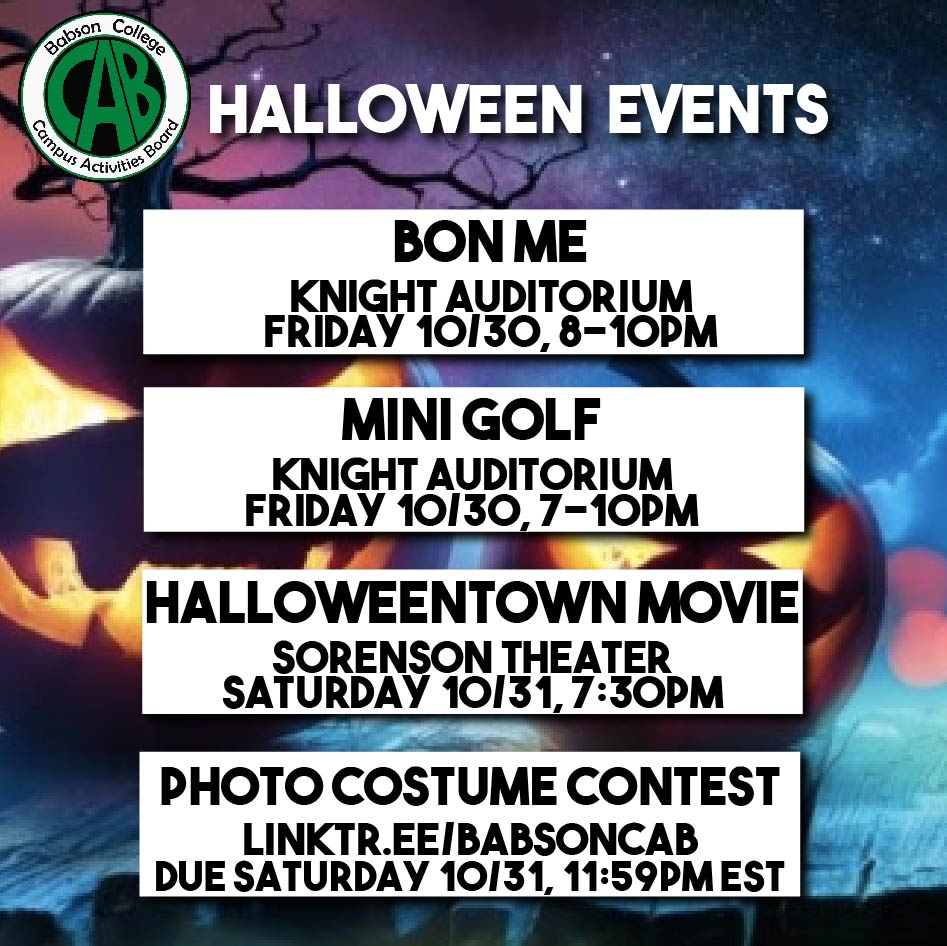 Babson College
CAB
Campus Activities Board
HALLOWEEN EVENTS
BON ME
KNIGHT AUDITORIUM
FRIDAY 10/30, 8-10PM
MINI GOLF
KNIGHT AUDITORIUM
FRIDAY 10/30, 7-10PM
HALLOWEENTOWN MOVIE
SORENSON THEATER
SATURDAY 10/31, 7:30PM
PHOTO COSTUME CONTEST
LINKTR.EE/BABSONCAB
DUE SATURDAY 10/31, 11:59PM EST